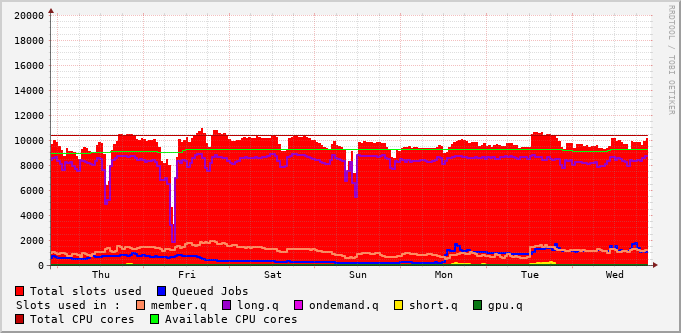 RRDTOOL / TOBI OETIKER
20000
18000
16000
14000
12000
10000
8000
6000
4000
2000
0
Thu Fri Sat Sun Mon Tue Wed
Total slots used Queued Jobs
Slots used in : member.q long.q ondemand.q short.q gpu.q
Total CPU cores Available CPU cores